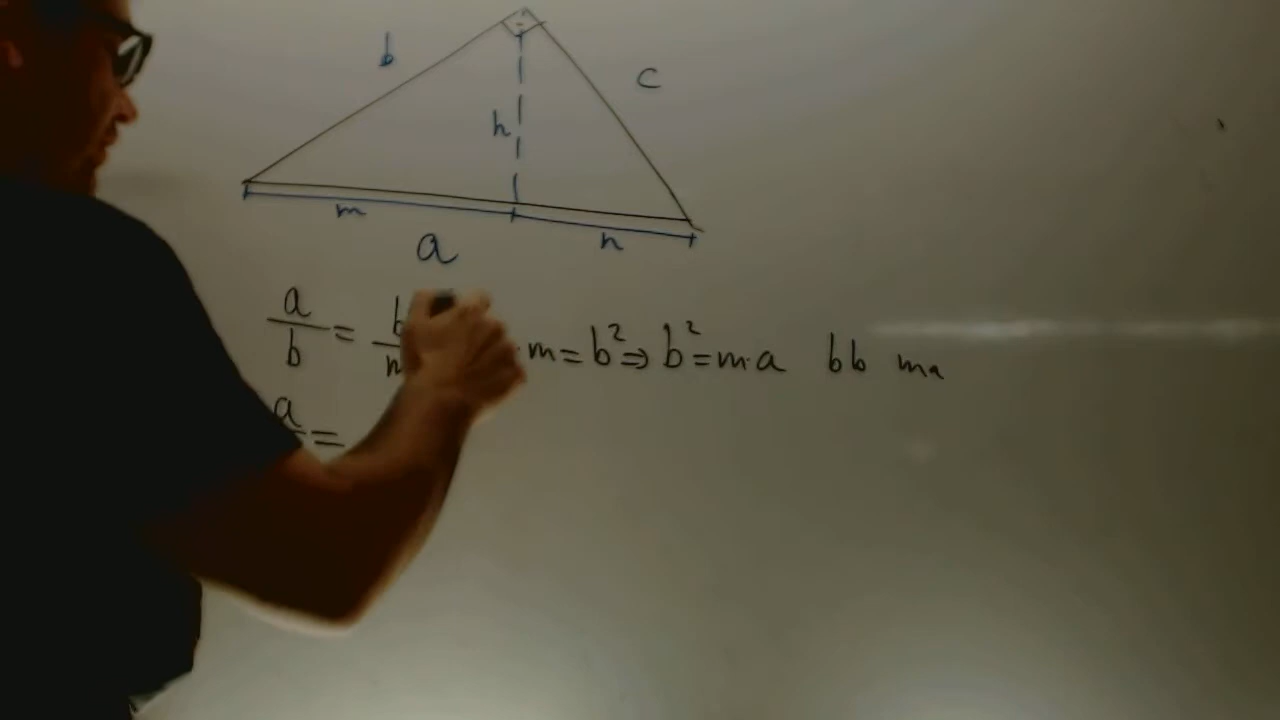 b
c
h
m
n
a
a/b = b/m · m = b² ⇒ b² = m·a bb ma
a =